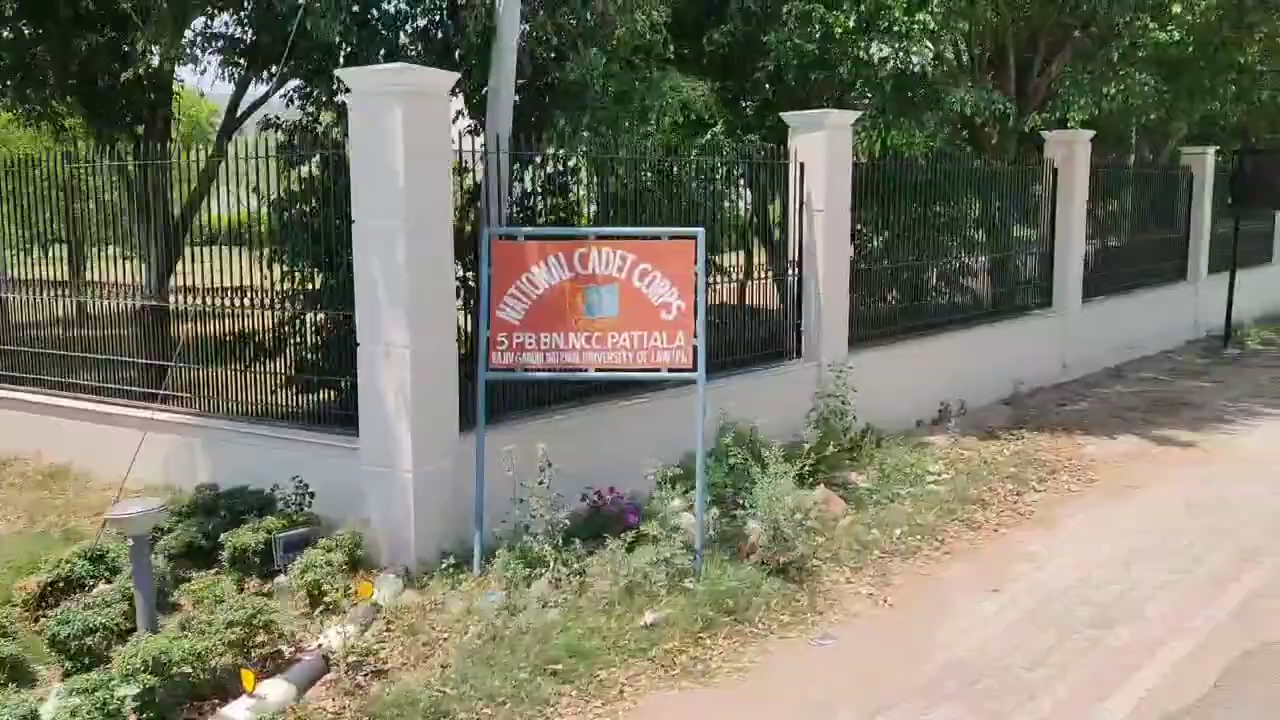 NATIONAL CADET CORPS
5 PB.BN.NCC.PATIALA
RAJIV GANDHI NATIONAL UNIVERSITY OF LAW